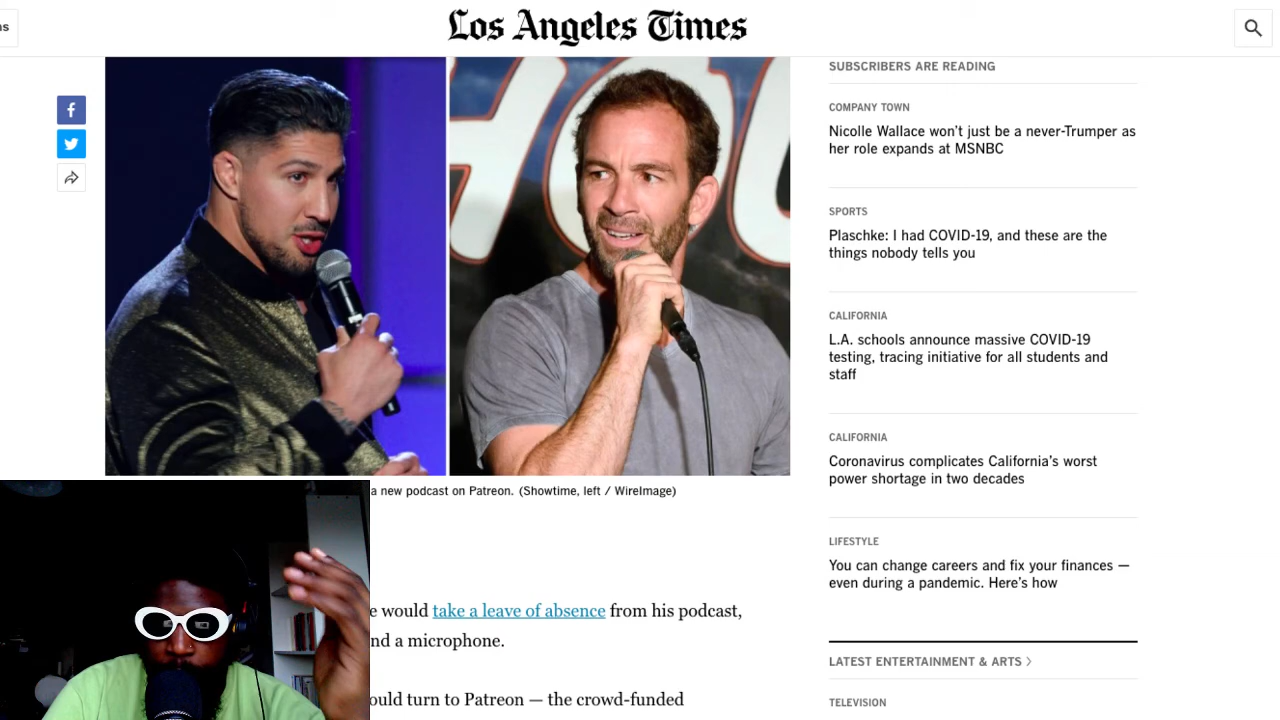 ns
Los Angeles Times
SUBSCRIBERS ARE READING
COMPANY TOWN
Nicolle Wallace won’t just be a never-Trumper as
her role expands at MSNBC
SPORTS
Plaschke: I had COVID-19, and these are the
things nobody tells you
CALIFORNIA
L.A. schools announce massive COVID-19
testing, tracing initiative for all students and
staff
CALIFORNIA
Coronavirus complicates California’s worst
power shortage in two decades
LIFESTYLE
You can change careers and fix your finances —
even during a pandemic. Here’s how
LATEST ENTERTAINMENT & ARTS >
TELEVISION
a new podcast on Patreon. (Showtime, left / WireImage)
e would take a leave of absence from his podcast,
nd a microphone.
ould turn to Patreon — the crowd-funded